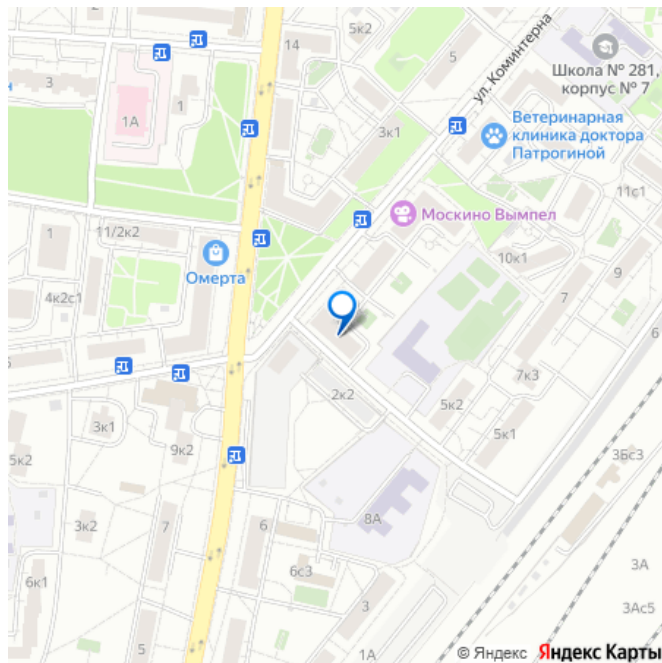 14
5к2
5
ул. Коминтерна
Школа № 281,
корпус № 7
3
1
1А
3к1
Ветеринарная
клиника доктора
Патрогиной
11с1
Москино Вымпел
1
11/2к2
Омерта
10к1
9
4к2с1
7
6
7к3
2к2
5к2
5к1
3к1
9к2
5к2
3Бс3
3к2
7
6
8А
6с3
6к1
3
3А
3Ас5
5
1А
© Яндекс Яндекс Карты